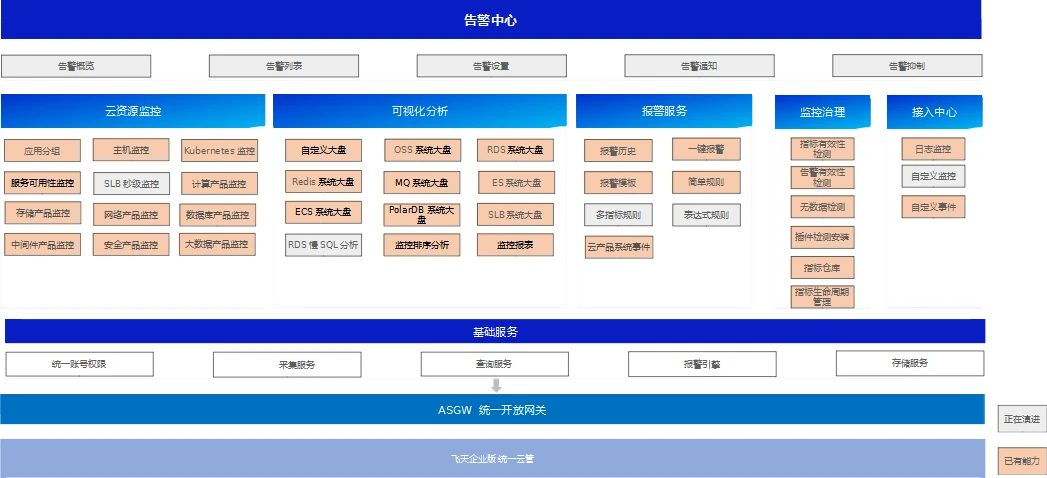 告警中心
告警概览
告警列表
告警设置
告警通知
告警抑制
云资源监控
可视化分析
报警服务
监控治理
接入中心
应用分组
主机监控
Kubernetes 监控
服务可用性监控
SLB 秒级监控
计算产品监控
存储产品监控
网络产品监控
数据库产品监控
中间件产品监控
安全产品监控
大数据产品监控
自定义大盘
OSS 系统大盘
RDS 系统大盘
Redis 系统大盘
MQ 系统大盘
ES 系统大盘
ECS 系统大盘
PolarDB 系统大
盘
SLB 系统大盘
RDS 慢 SQL 分析
监控排序分析
监控报表
报警历史
一键报警
报警模板
简单规则
多指标规则
表达式规则
云产品系统事件
指标有效性
检测
告警有效性
检测
无数据检测
插件检测安装
指标仓库
指标生命周期
管理
日志监控
自定义监控
自定义事件
基础服务
统一账号权限
采集服务
查询服务
报警引擎
存储服务
ASGW 统一开放网关
飞天企业版 统一云管
正在演进
已有能力